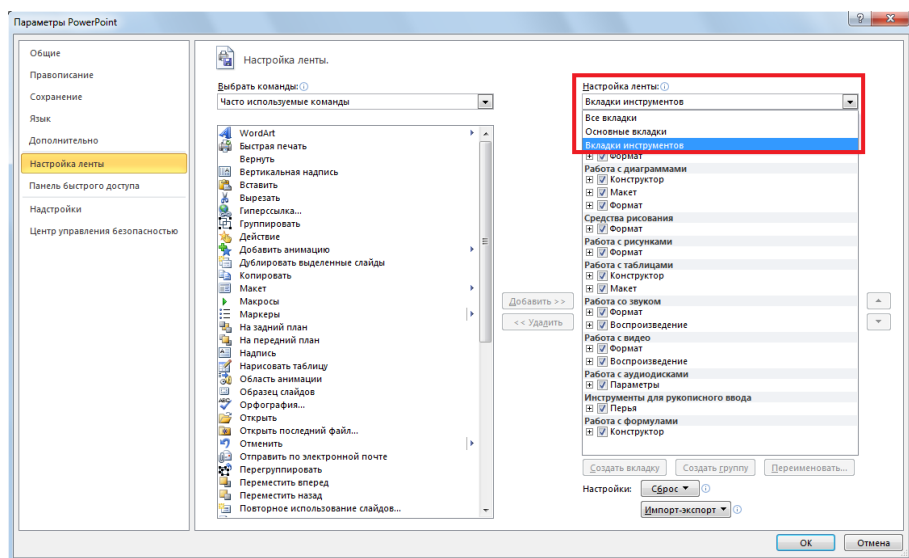 Параметры PowerPoint
Общие
Правописание
Сохранение
Язык
Дополнительно
Настройка ленты
Панель быстрого доступа
Надстройки
Центр управления безопасностью
Настройка ленты.
Выбрать команды:
Часто используемые команды
WordArt
Быстрая печать
Вернуть
Вертикальная надпись
Вставить
Вырезать
Гиперссылка...
Группировать
Действие
Добавить анимацию
Дублировать выделенные слайды
Копировать
Макет
Макросы
Маркеры
На задний план
На передний план
Надпись
Нарисовать таблицу
Область анимации
Образец слайдов
Орфография...
Открыть
Открыть последний файл...
Отменить
Отправить по электронной почте
Перегруппировать
Переместить вперед
Переместить назад
Повторное использование слайдов...
Добавить >>
<< Удалить
Настройка ленты:
Вкладки инструментов
Все вкладки
Основные вкладки
Вкладки инструментов
Формат
Работа с диаграммами
Конструктор
Макет
Формат
Средства рисования
Формат
Работа с рисунками
Формат
Работа с таблицами
Конструктор
Макет
Работа со звуком
Формат
Воспроизведение
Работа с видео
Формат
Воспроизведение
Работа с аудиодисками
Параметры
Инструменты для рукописного ввода
Перья
Работа с формулами
Конструктор
Создать вкладку
Создать группу
Переименовать...
Настройки:
Сброс
Импорт-экспорт
ОК
Отмена